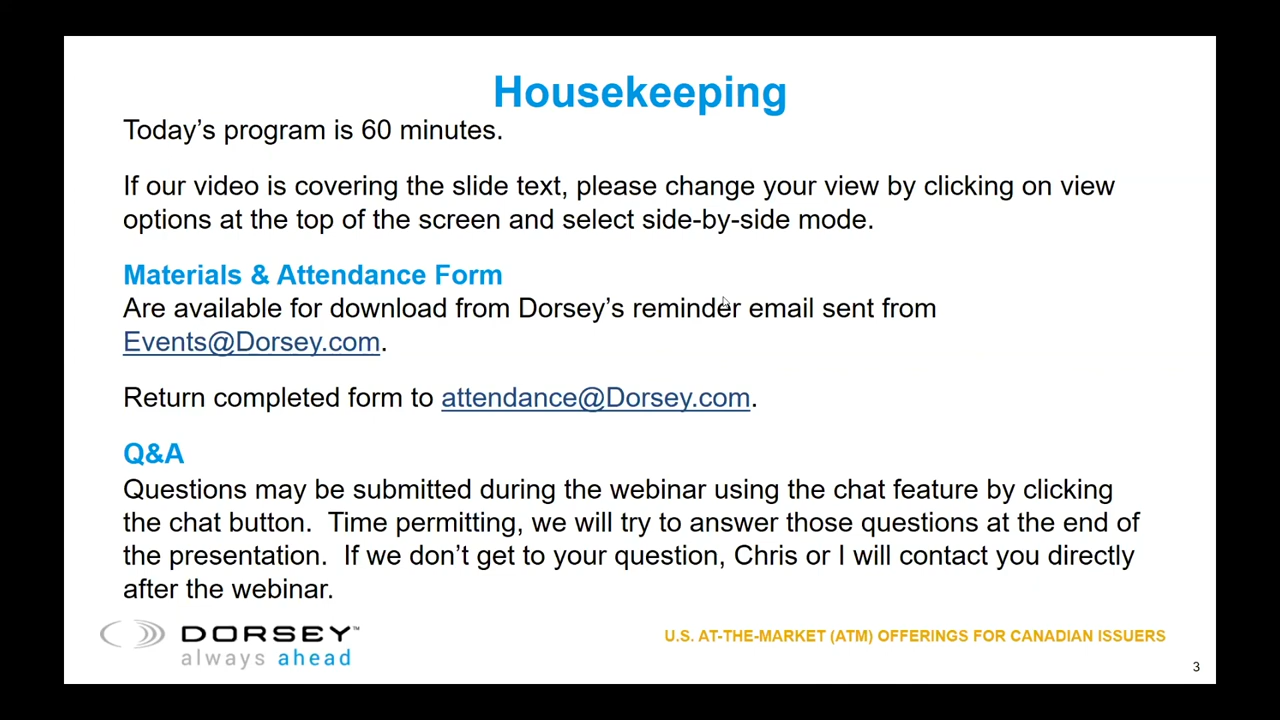 Housekeeping
Today’s program is 60 minutes.
If our video is covering the slide text, please change your view by clicking on view
options at the top of the screen and select side-by-side mode.
Materials & Attendance Form
Are available for download from Dorsey’s reminder email sent from
Events@Dorsey.com.
Return completed form to attendance@Dorsey.com.
Q&A
Questions may be submitted during the webinar using the chat feature by clicking
the chat button.  Time permitting, we will try to answer those questions at the end of
the presentation.  If we don’t get to your question, Chris or I will contact you directly
after the webinar.
DORSEY™
always ahead
U.S. AT-THE-MARKET (ATM) OFFERINGS FOR CANADIAN ISSUERS
3